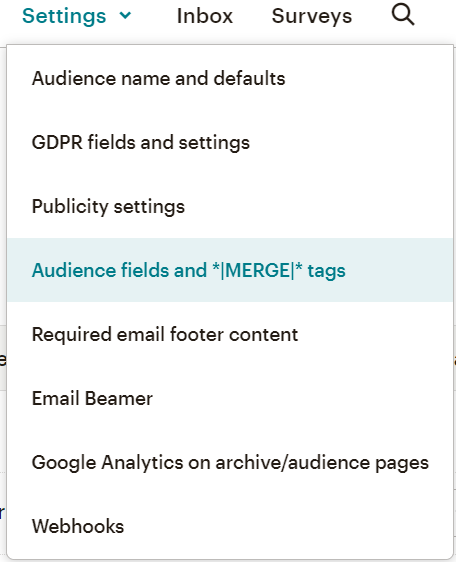 Settings Inbox Surveys
Audience name and defaults
GDPR fields and settings
Publicity settings
Audience fields and *|MERGE|* tags
Required email footer content
Email Beamer
Google Analytics on archive/audience pages
Webhooks